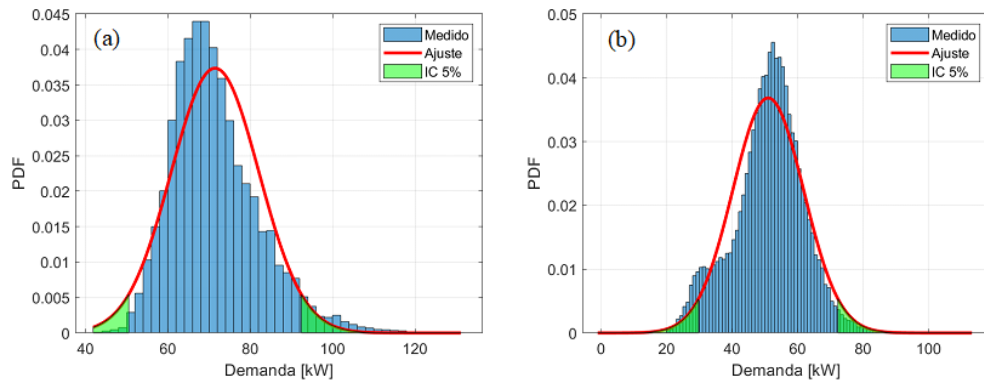 (a)
Medido
Ajuste
IC 5%
PDF
0.045
0.04
0.035
0.03
0.025
0.02
0.015
0.01
0.005
0
40 60 80 100 120
Demanda [kW]
(b)
Medido
Ajuste
IC 5%
PDF
0.05
0.04
0.03
0.02
0.01
0
0 20 40 60 80 100
Demanda [kW]